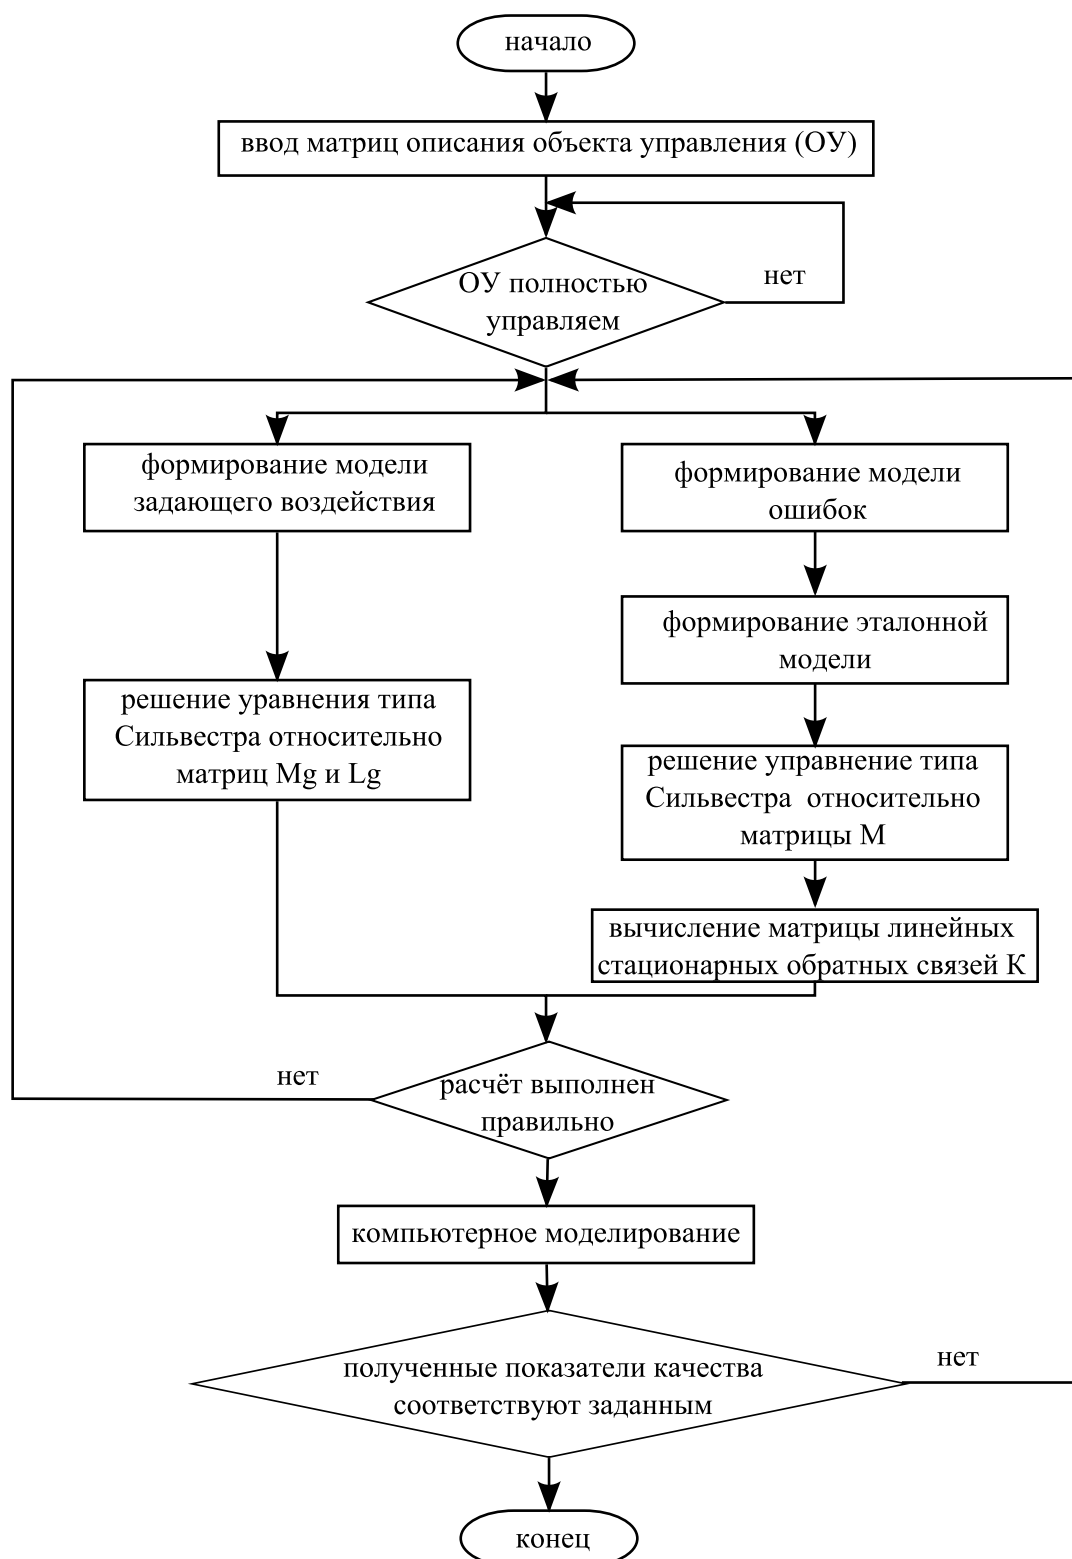 начало
ввод матриц описания объекта управления (ОУ)
ОУ полностью
управляем
нет
формирование модели
задающего воздействия
формирование модели
ошибок
формирование эталонной
модели
решение уравнения типа
Сильвестра относительно
матриц Mg и Lg
решение управнение типа
Сильвестра относительно
матрицы М
вычисление матрицы линейных
стационарных обратных связей К
нет
расчёт выполнен
правильно
компьютерное моделирование
полученные показатели качества
соответствуют заданным
нет
конец